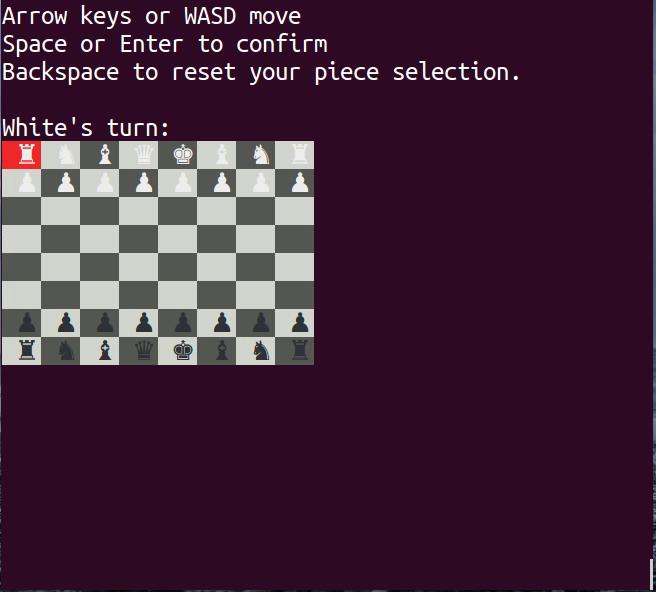 Arrow keys or WASD move
Space or Enter to confirm
Backspace to reset your piece selection.
White's turn: